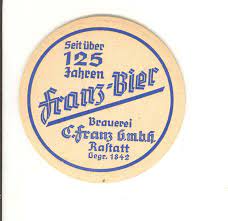 Seit über
125
Jahren
Franz-Bier
Brauerei
C. Franz G.m.b.H
Rastatt
Gegr. 1842